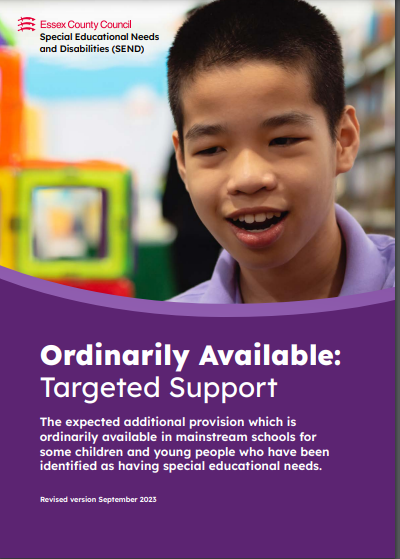 Essex County Council
Special Educational Needs
and Disabilities (SEND)
Ordinarily Available:
Targeted Support
The expected additional provision which is
ordinarily available in mainstream schools for
some children and young people who have been
identified as having special educational needs.
Revised version September 2023